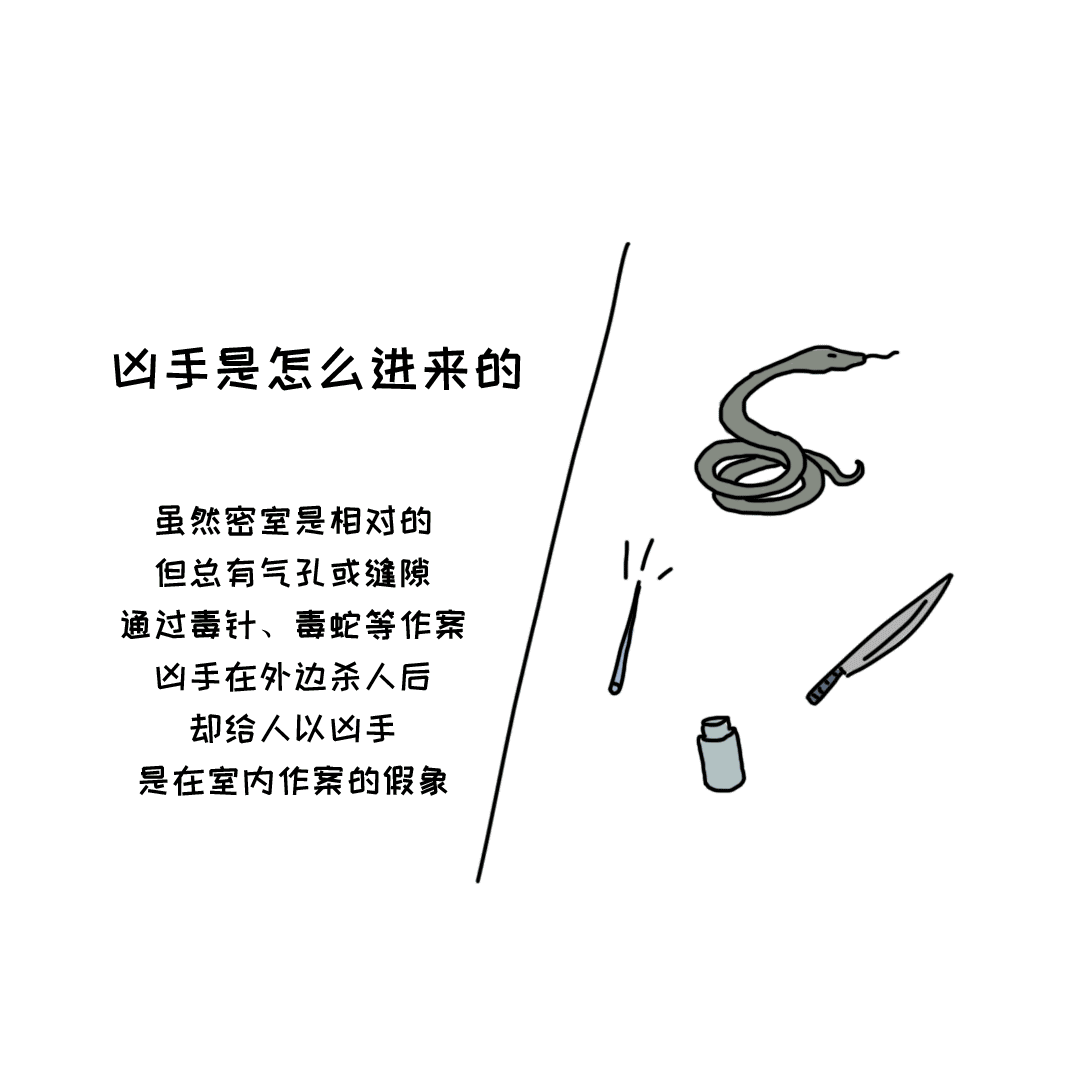 凶手是怎么进来的
虽然密室是相对的
但总有气孔或缝隙
通过毒针、毒蛇等作案
凶手在外边杀人后
却给人以凶手
是在室内作案的假象